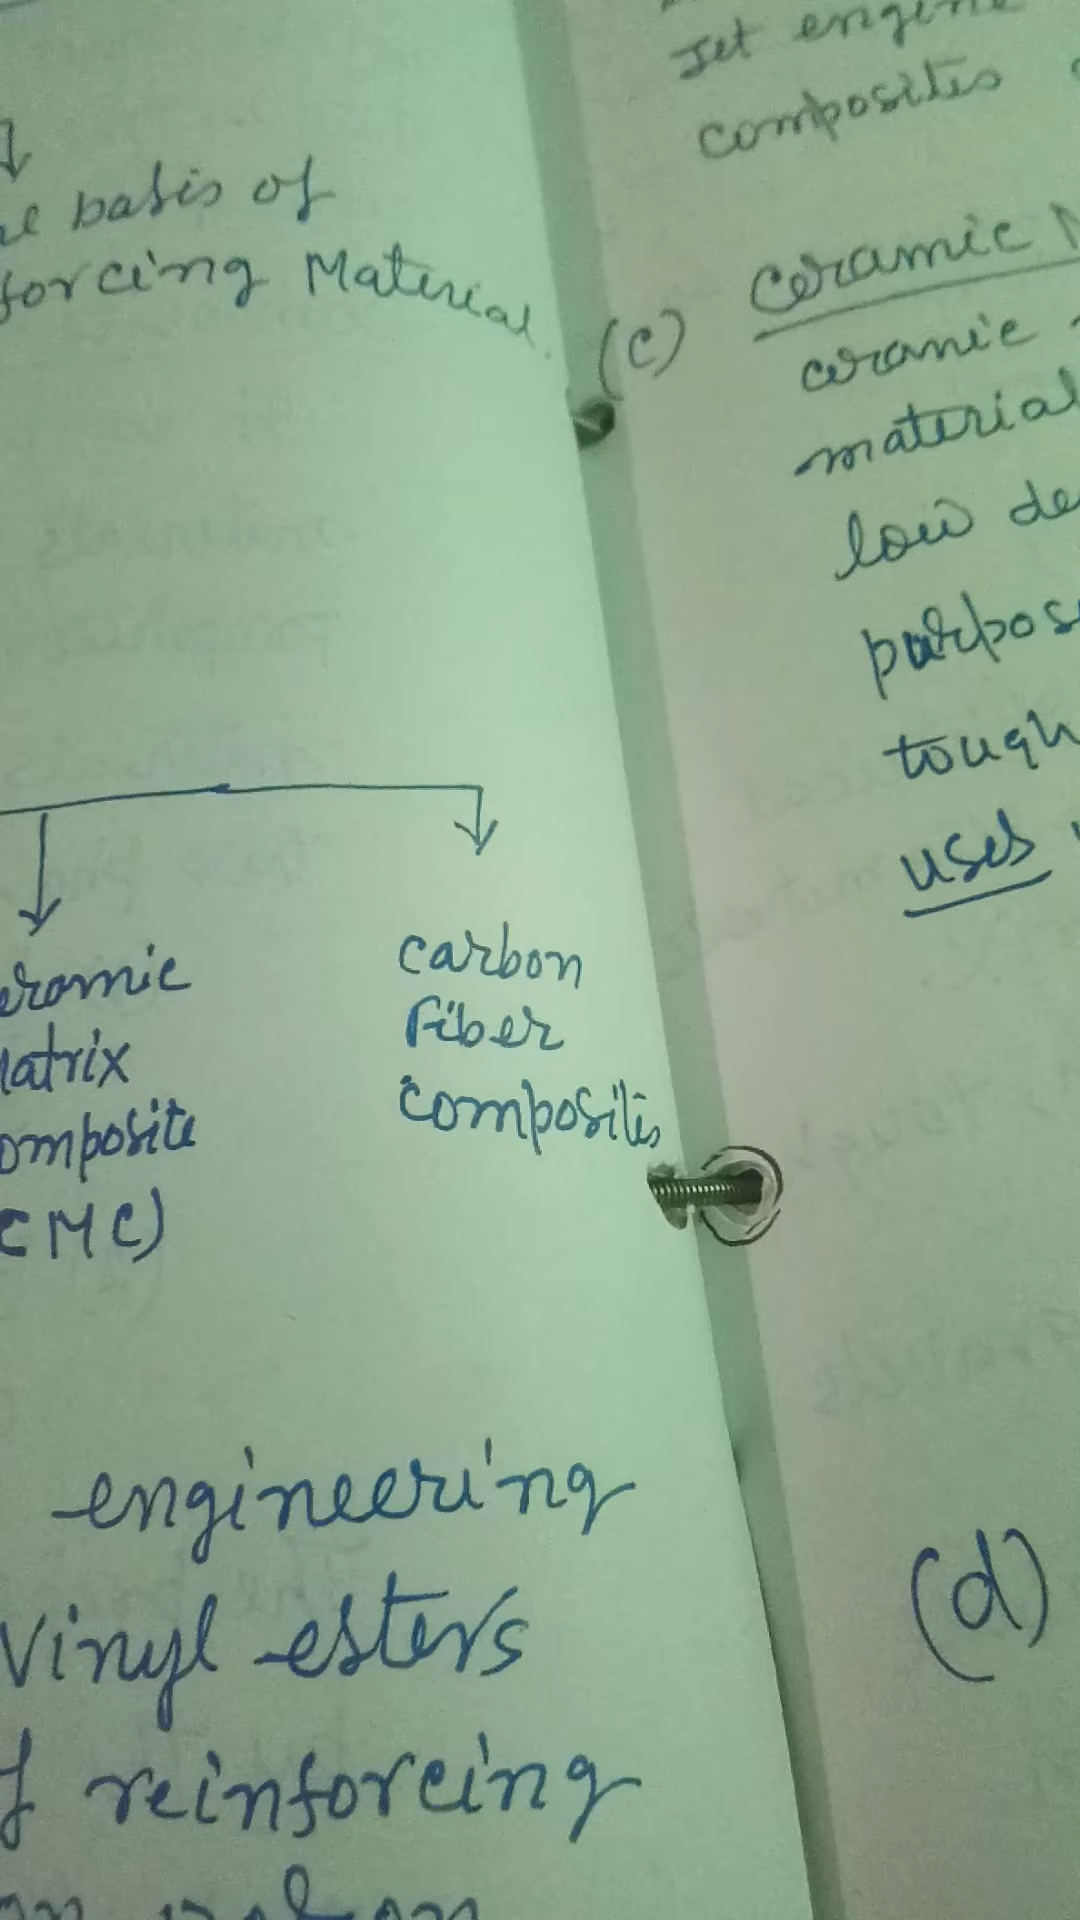 basis of
forcing Material.
eramic
atrix
omposite
CMC)
carbon
Fiber
composites
engineering
vinyl esters
f reinforcing
Jet engine
composites
(C) ceramic M
ceramic
material
low de
purpos
tough
uses
(d)